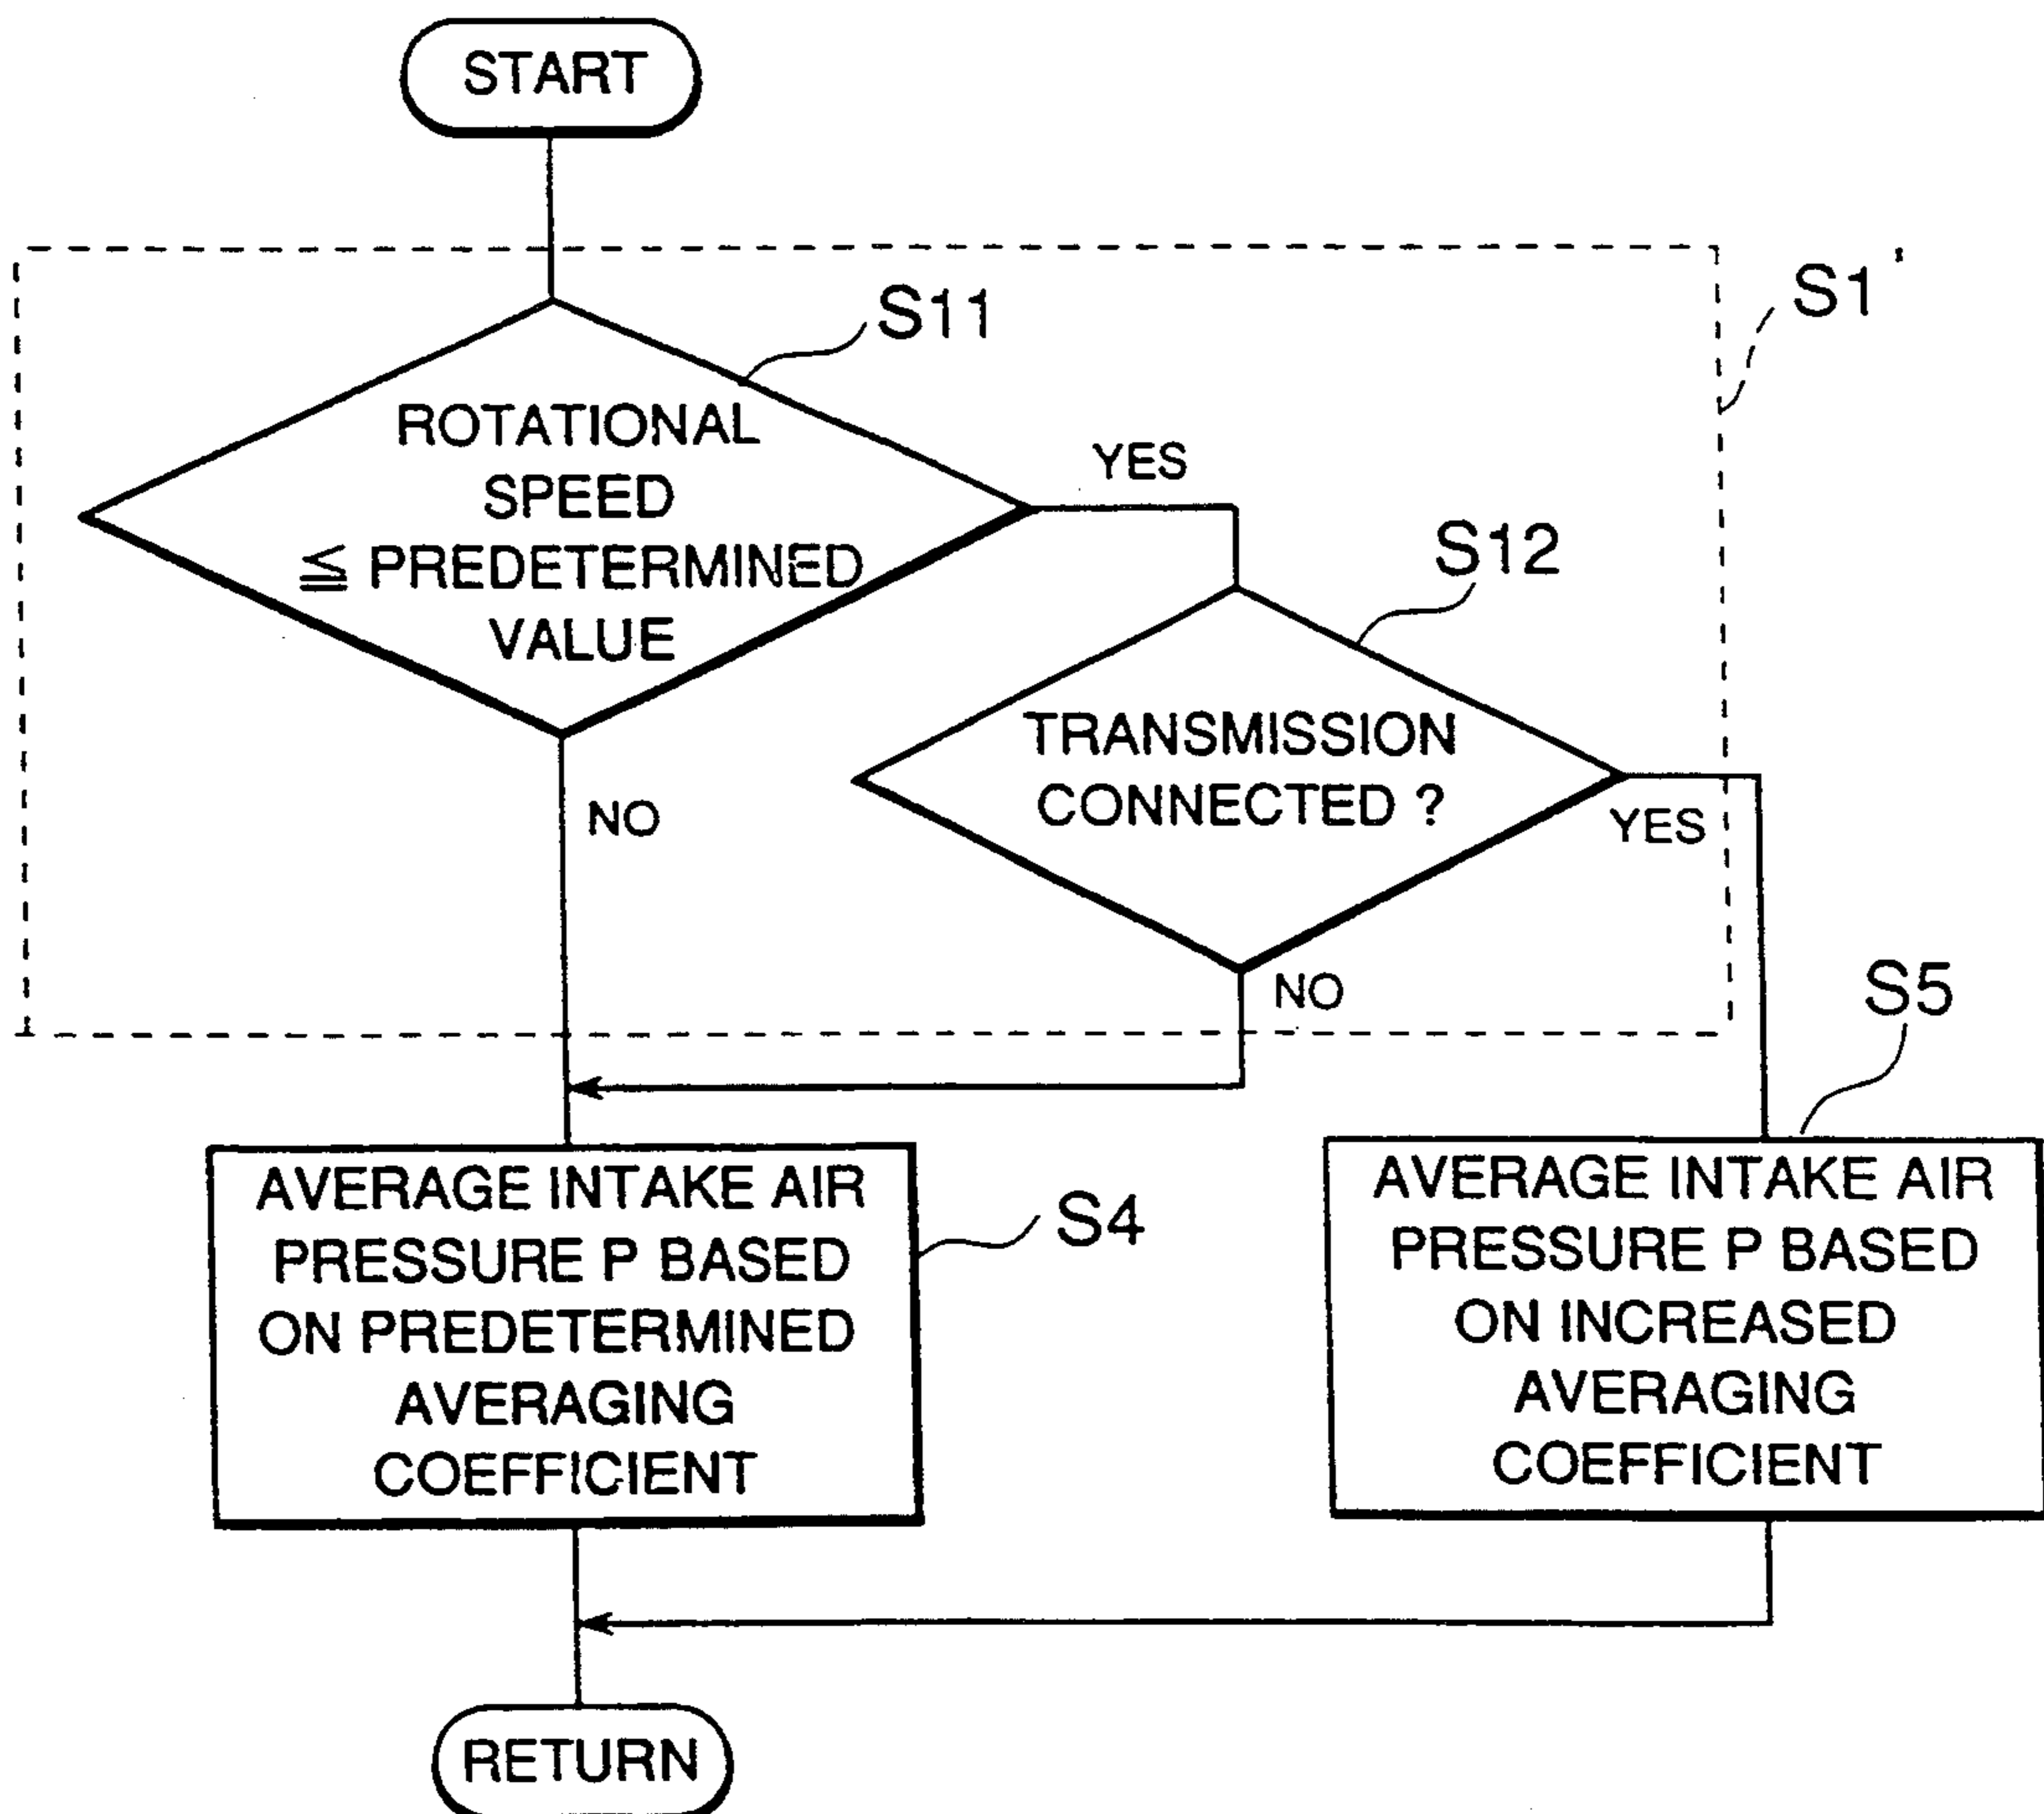 START
S1'
S11
ROTATIONAL
SPEED
≦ PREDETERMINED
VALUE
YES
NO
S12
TRANSMISSION
CONNECTED ?
YES
NO
S4
AVERAGE INTAKE AIR
PRESSURE P BASED
ON PREDETERMINED
AVERAGING
COEFFICIENT
S5
AVERAGE INTAKE AIR
PRESSURE P BASED
ON INCREASED
AVERAGING
COEFFICIENT
RETURN